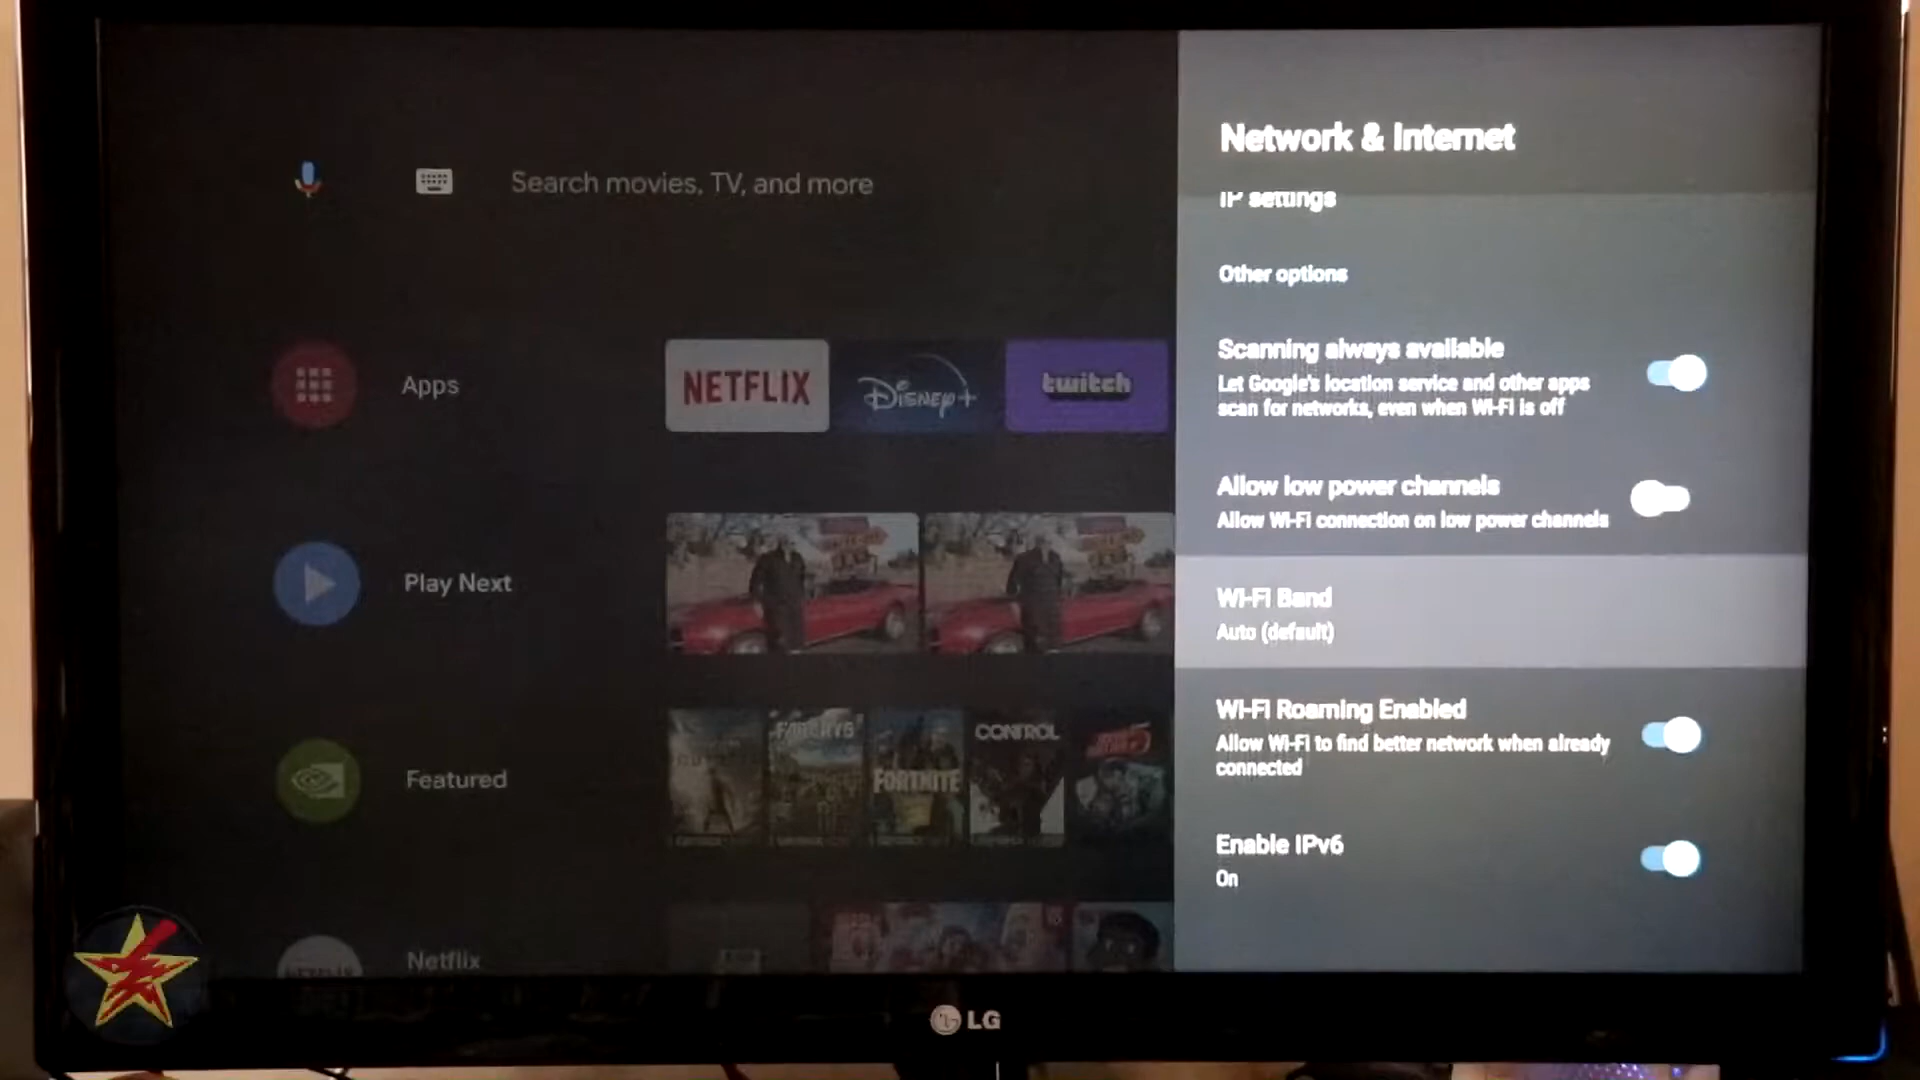 Network & Internet
IP settings
Search movies, TV, and more
Other options
Scanning always available
Let Google's location service and other apps
scan for networks, even when Wi-Fi is off
Apps
NETFLIX
Disney+
twitch
Allow low power channels
Allow Wi-Fi connection on low power channels
Play Next
Wi-Fi Band
Auto (default)
Wi-Fi Roaming Enabled
Allow Wi-Fi to find better network when already
connected
Featured
FARCRY6
FORTNITE
CONTROL
Enable IPv6
On
Netflix
LG